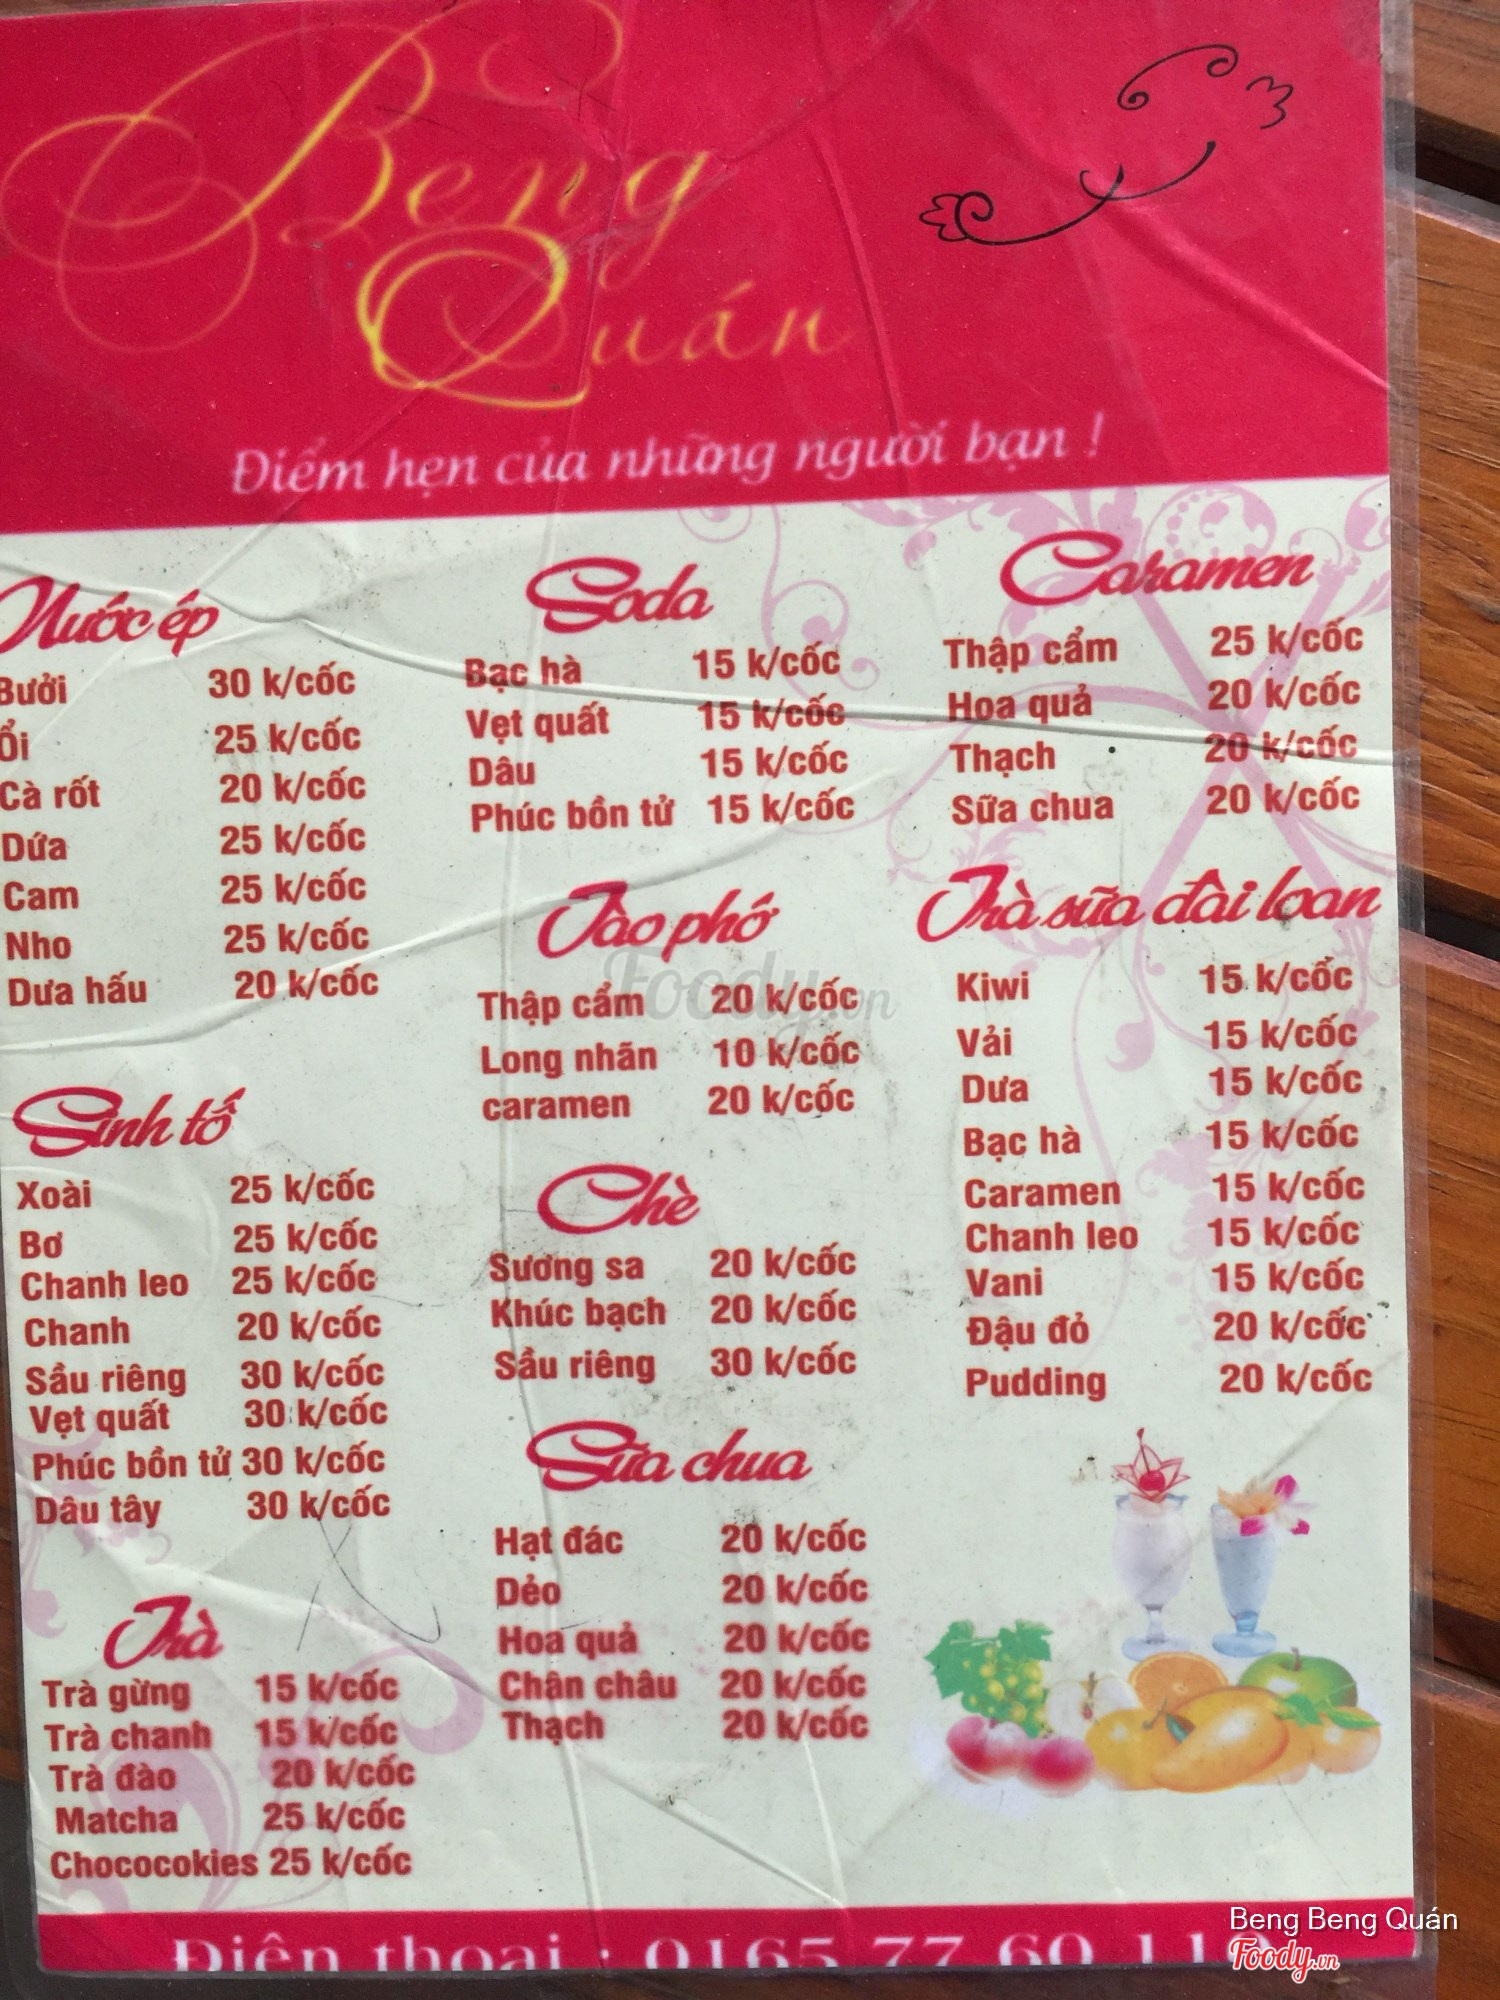 Beng
Quán
Điểm hẹn của những người bạn !
Nước ép
Bưởi 30 k/cốc
Ổi 25 k/cốc
Cà rốt 20 k/cốc
Dứa 25 k/cốc
Cam 25 k/cốc
Nho 25 k/cốc
Dưa hấu 20 k/cốc
Sinh tố
Xoài 25 k/cốc
Bơ 25 k/cốc
Chanh leo 25 k/cốc
Chanh 20 k/cốc
Sầu riêng 30 k/cốc
Vẹt quất 30 k/cốc
Phúc bồn tử 30 k/cốc
Dâu tây 30 k/cốc
Trà
Trà gừng 15 k/cốc
Trà chanh 15 k/cốc
Trà đào 20 k/cốc
Matcha 25 k/cốc
Chococokies 25 k/cốc
Soda
Bạc hà 15 k/cốc
Vẹt quất 15 k/cốc
Dâu 15 k/cốc
Phúc bồn tử 15 k/cốc
Tào phớ
Thập cẩm 20 k/cốc
Long nhãn 10 k/cốc
caramen 20 k/cốc
Chè
Sương sa 20 k/cốc
Khúc bạch 20 k/cốc
Sầu riêng 30 k/cốc
Sữa chua
Hạt đác 20 k/cốc
Dẻo 20 k/cốc
Hoa quả 20 k/cốc
Chân châu 20 k/cốc
Thạch 20 k/cốc
Caramen
Thập cẩm 25 k/cốc
Hoa quả 20 k/cốc
Thạch 20 k/cốc
Sữa chua 20 k/cốc
Trà sữa đài loan
Kiwi 15 k/cốc
Vải 15 k/cốc
Dưa 15 k/cốc
Bạc hà 15 k/cốc
Caramen 15 k/cốc
Chanh leo 15 k/cốc
Vani 15 k/cốc
Đậu đỏ 20 k/cốc
Pudding 20 k/cốc
Foody.vn
Điện thoại : 0165 77 60
Beng Beng Quán
Foody.vn